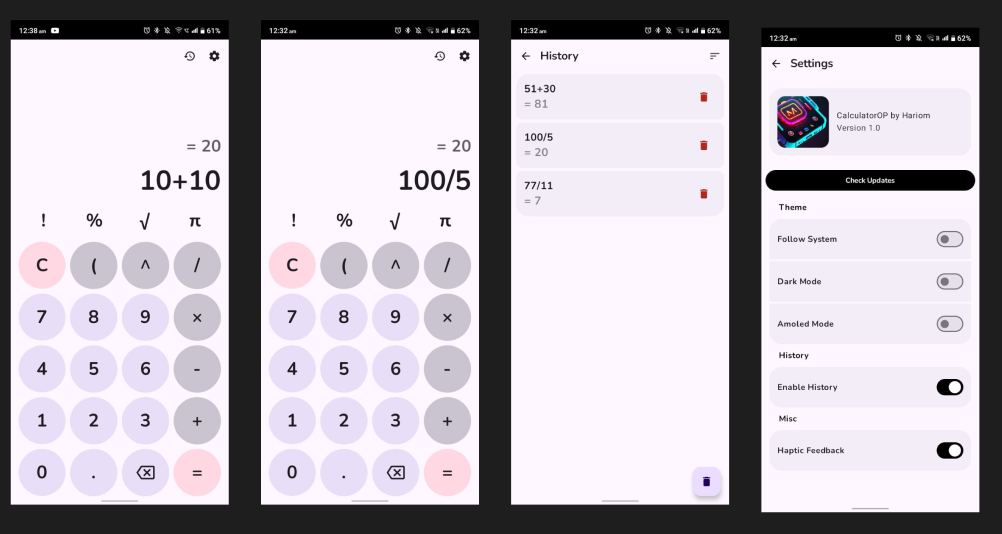 12:38 am 61%
= 20
10+10
! % √ π
C ( ^ /
7 8 9 ×
4 5 6 -
1 2 3 +
0 . =
12:32 am 62%
= 20
100/5
! % √ π
C ( ^ /
7 8 9 ×
4 5 6 -
1 2 3 +
0 . =
12:32 am 62%
History
51+30
= 81
100/5
= 20
77/11
= 7
12:32 am 62%
Settings
M
CalculatorOP by Hariom
Version 1.0
Check Updates
Theme
Follow System
Dark Mode
Amoled Mode
History
Enable History
Misc
Haptic Feedback